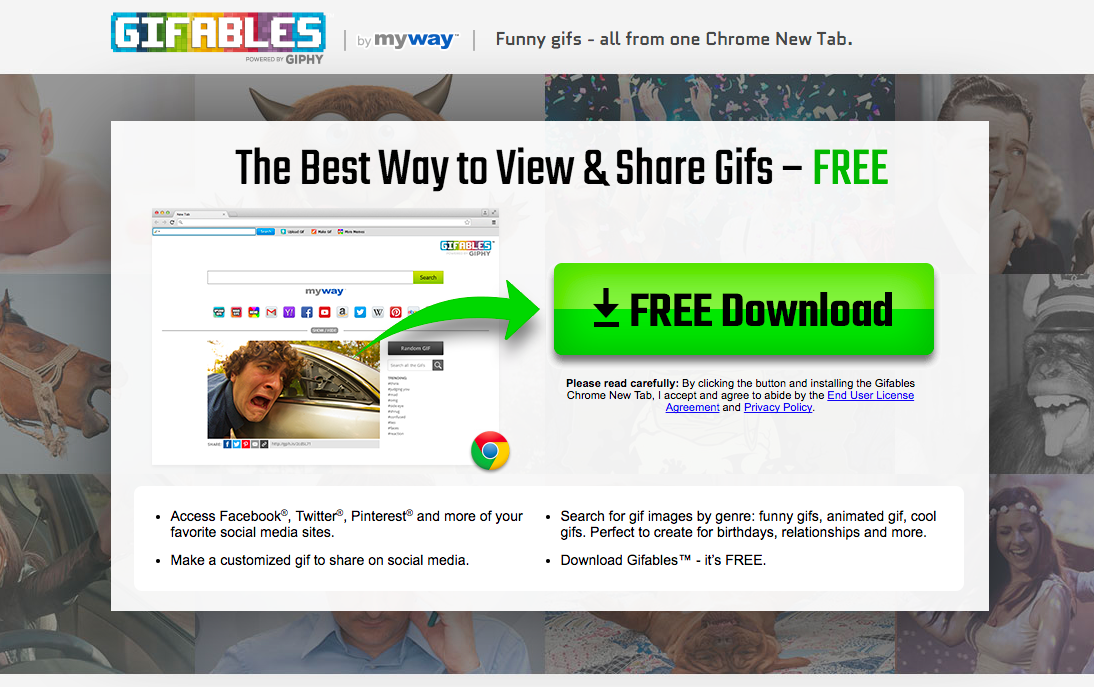 GIFABLES
POWERED BY GIPHY
by myway™
Funny gifs - all from one Chrome New Tab.
The Best Way to View & Share Gifs – FREE
New Tab
Search
Upload Gif
Make Gif
GIFABLES
GIPHY
Search
myway
SHOW / HIDE
Random GIF
Search all the Gifs
TRENDING
SHARE:
FREE Download
Please read carefully: By clicking the button and installing the Gifables
Chrome New Tab, I accept and agree to abide by the End User License
Agreement and Privacy Policy.
• Access Facebook®, Twitter®, Pinterest® and more of your
favorite social media sites.
• Make a customized gif to share on social media.
• Search for gif images by genre: funny gifs, animated gif, cool
gifs. Perfect to create for birthdays, relationships and more.
• Download Gifables™ - it’s FREE.